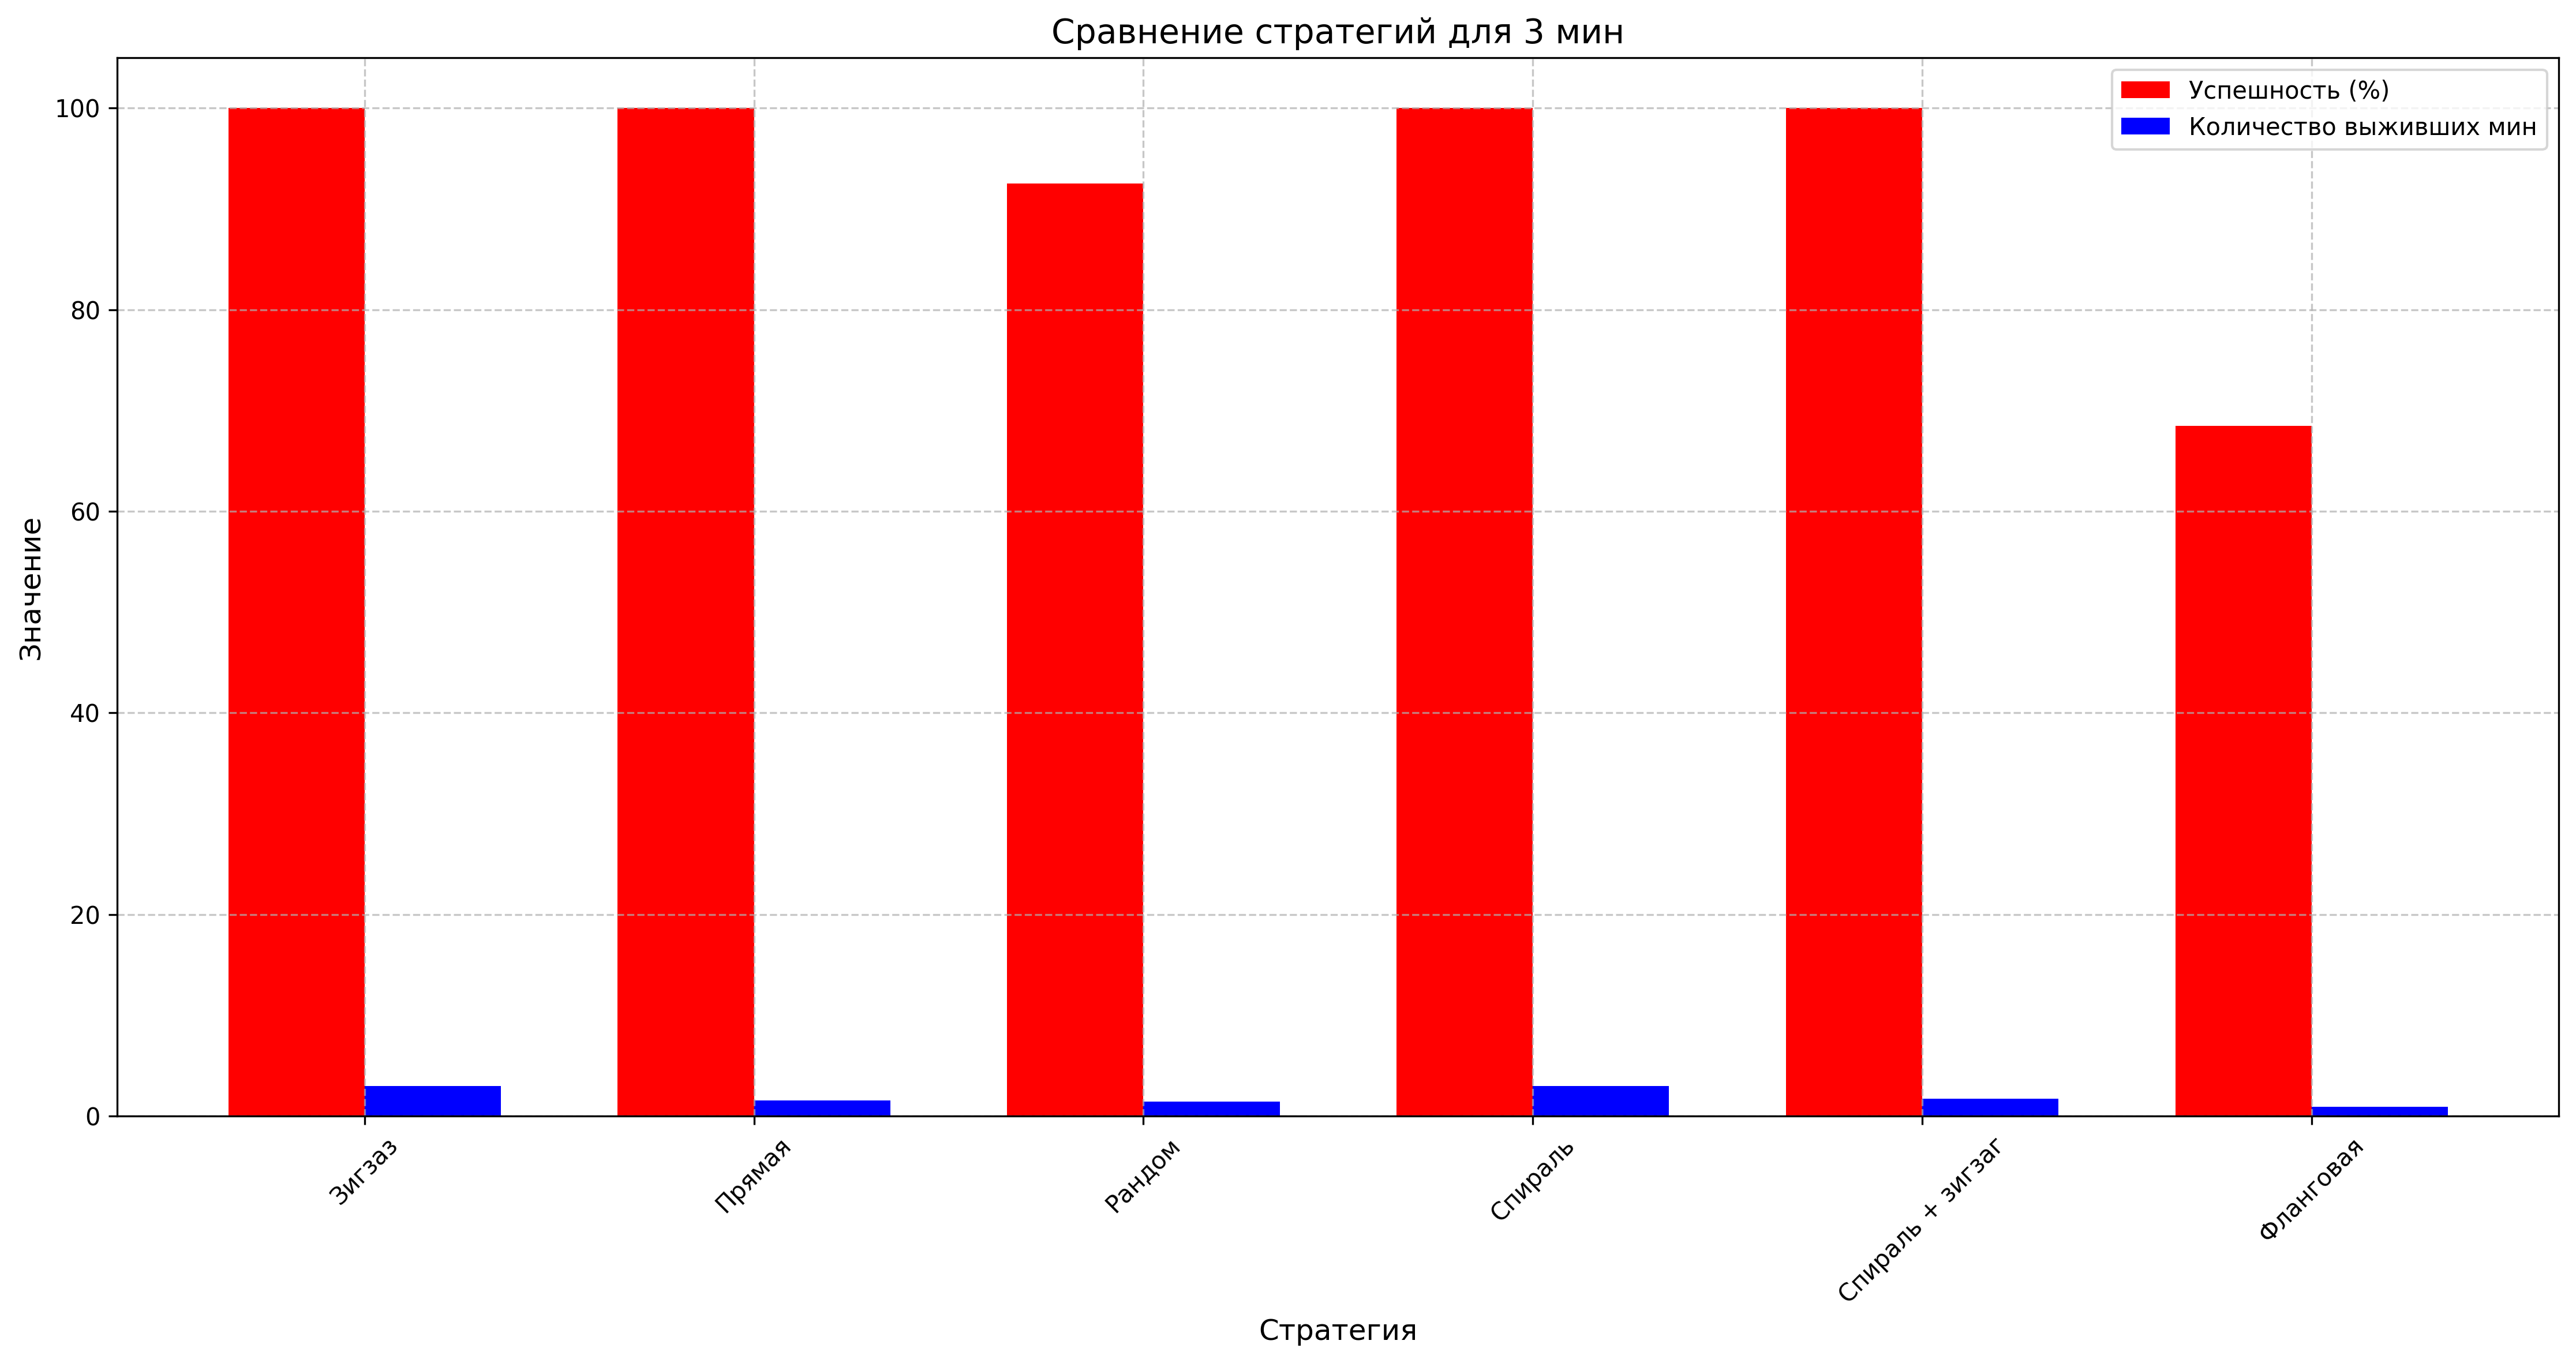 Сравнение стратегий для 3 мин
Успешность (%)
Количество выживших мин
Значение
100
80
60
40
20
0
Зигзаз
Прямая
Рандом
Спираль
Спираль + зигзаг
Фланговая
Стратегия